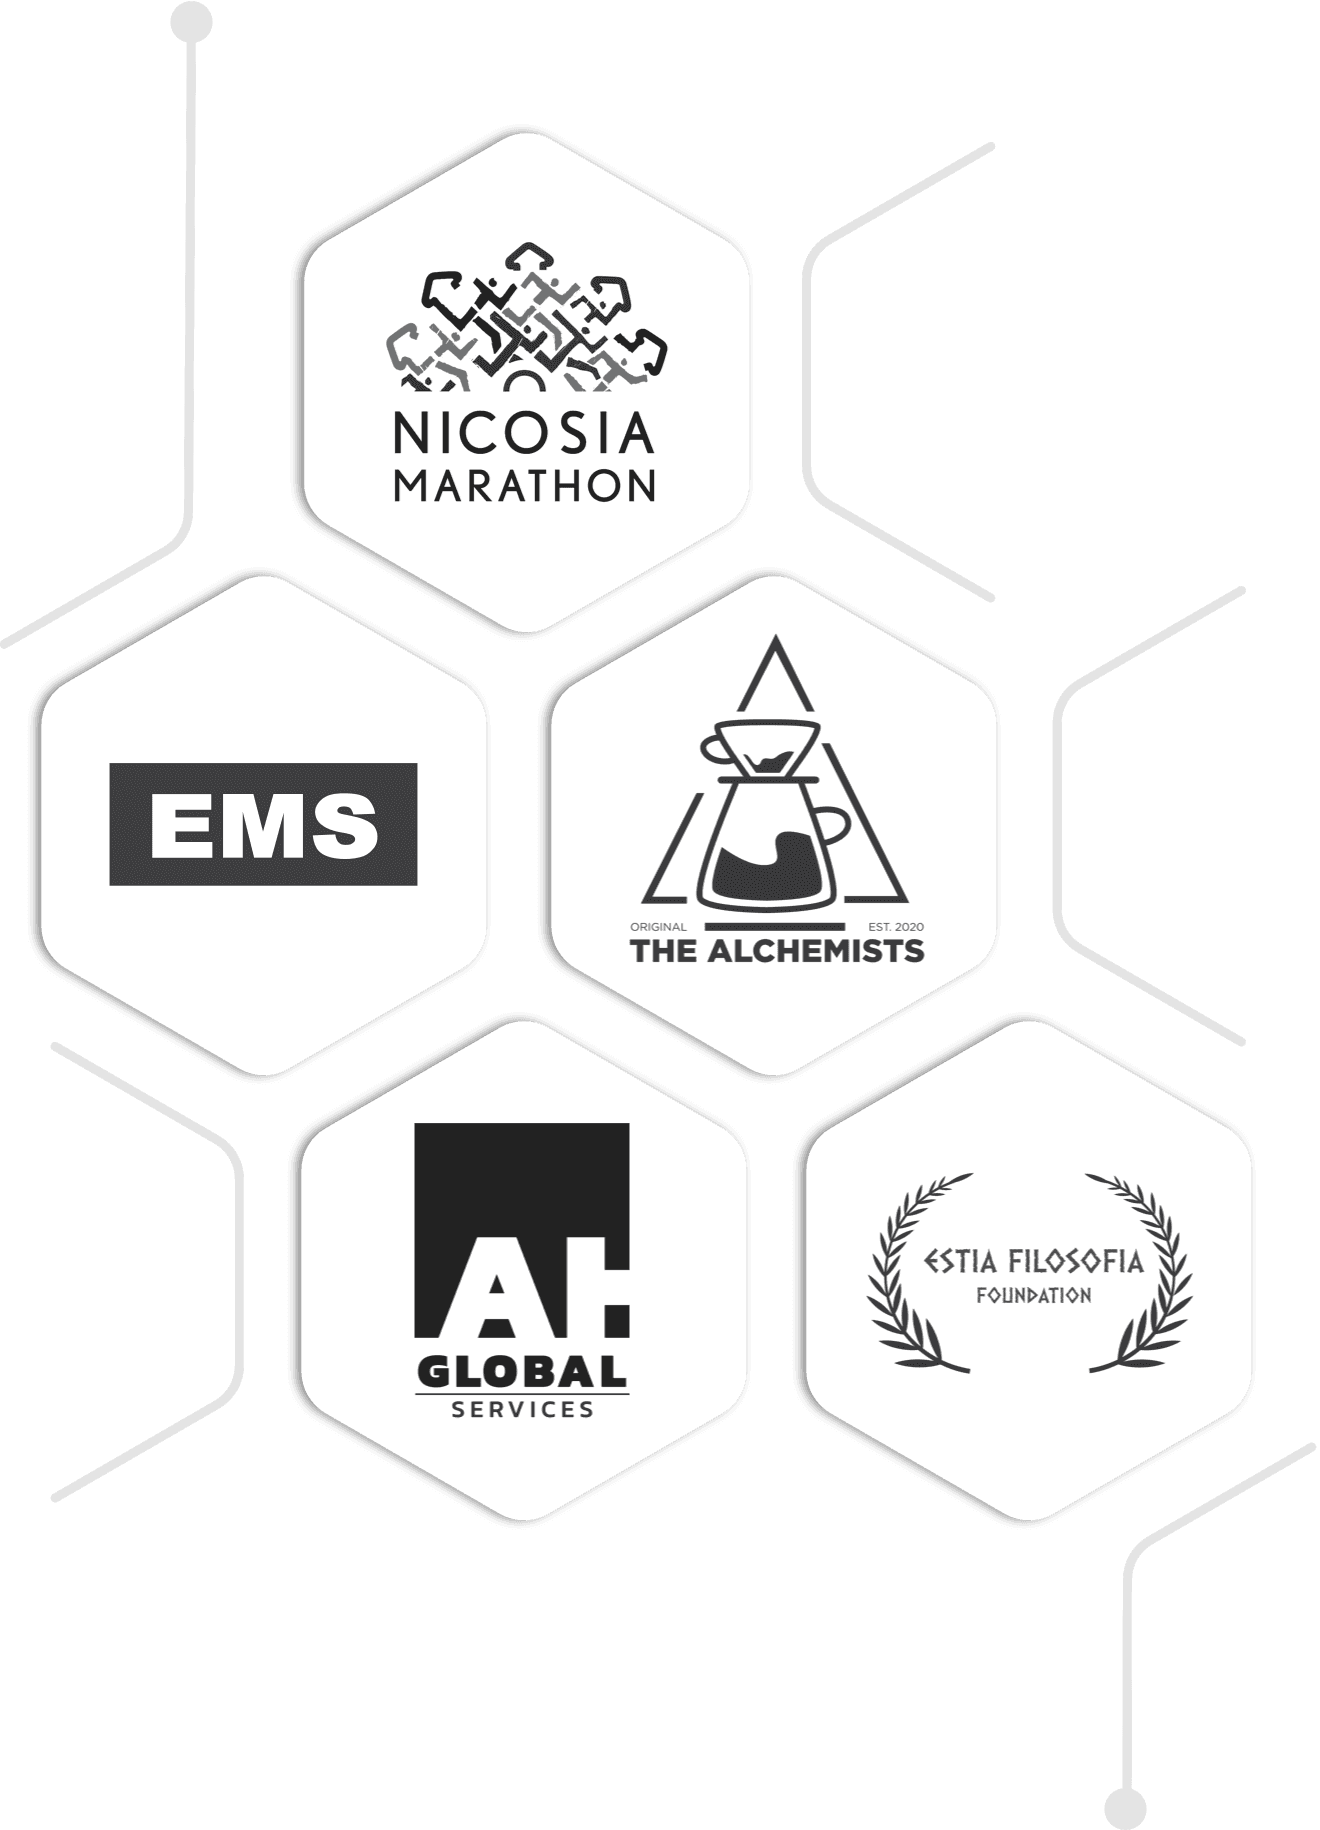 NICOSIA
MARATHON
EMS
ORIGINAL EST. 2020
THE ALCHEMISTS
AH
GLOBAL
SERVICES
ESTIA FILOSOFIA
FOUNDATION